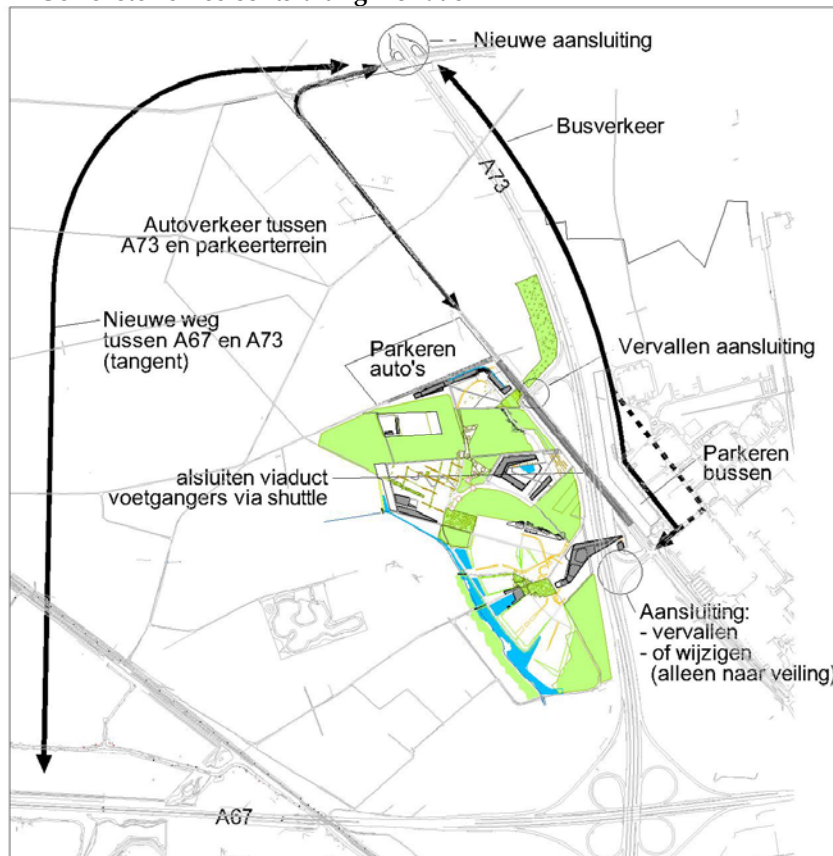 Nieuwe aansluiting
Busverkeer
A73
Autoverkeer tussen
A73 en parkeerterrein
Nieuwe weg
tussen A67 en A73
(tangent)
Parkeren
auto's
Vervallen aansluiting
alsluiten viaduct
voetgangers via shuttle
Parkeren
bussen
Aansluiting:
- vervallen
- of wijzigen
(alleen naar veiling)
A67